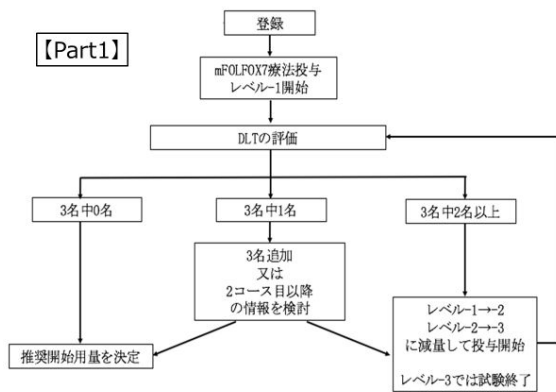 【Part1】
登録
mFOLFOX7療法投与
レベル-1開始
DLTの評価
3名中0名
3名中1名
3名中2名以上
3名追加
又は
2コース目以降
の情報を検討
推奨開始用量を決定
レベル-1→-2
レベル-2→-3
に減量して投与開始
レベル-3では試験終了